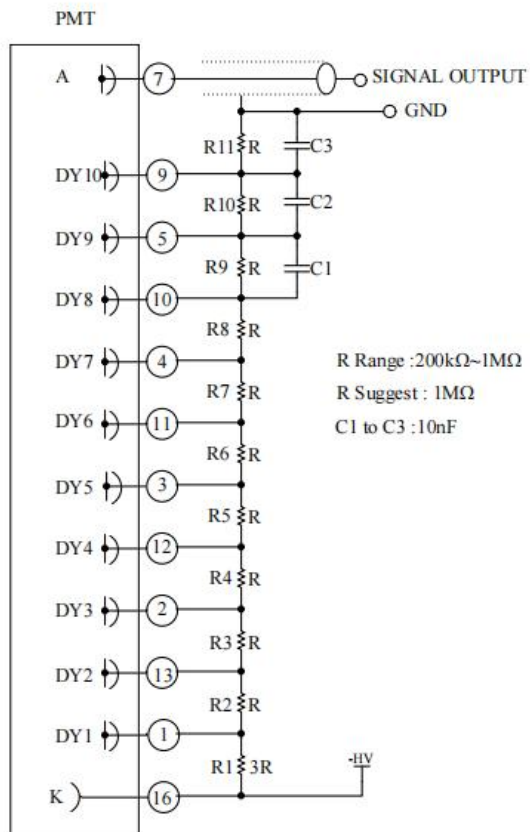 PMT
A 7 SIGNAL OUTPUT
GND
R11 R C3
DY10 9
R10 R C2
DY9 5
R9 R C1
DY8 10
R8 R
DY7 4 R Range :200kΩ~1MΩ
R7 R R Suggest : 1MΩ
DY6 11 C1 to C3 :10nF
R6 R
DY5 3
R5 R
DY4 12
R4 R
DY3 2
R3 R
DY2 13
R2 R
DY1 1
R1 3R -HV
K 16